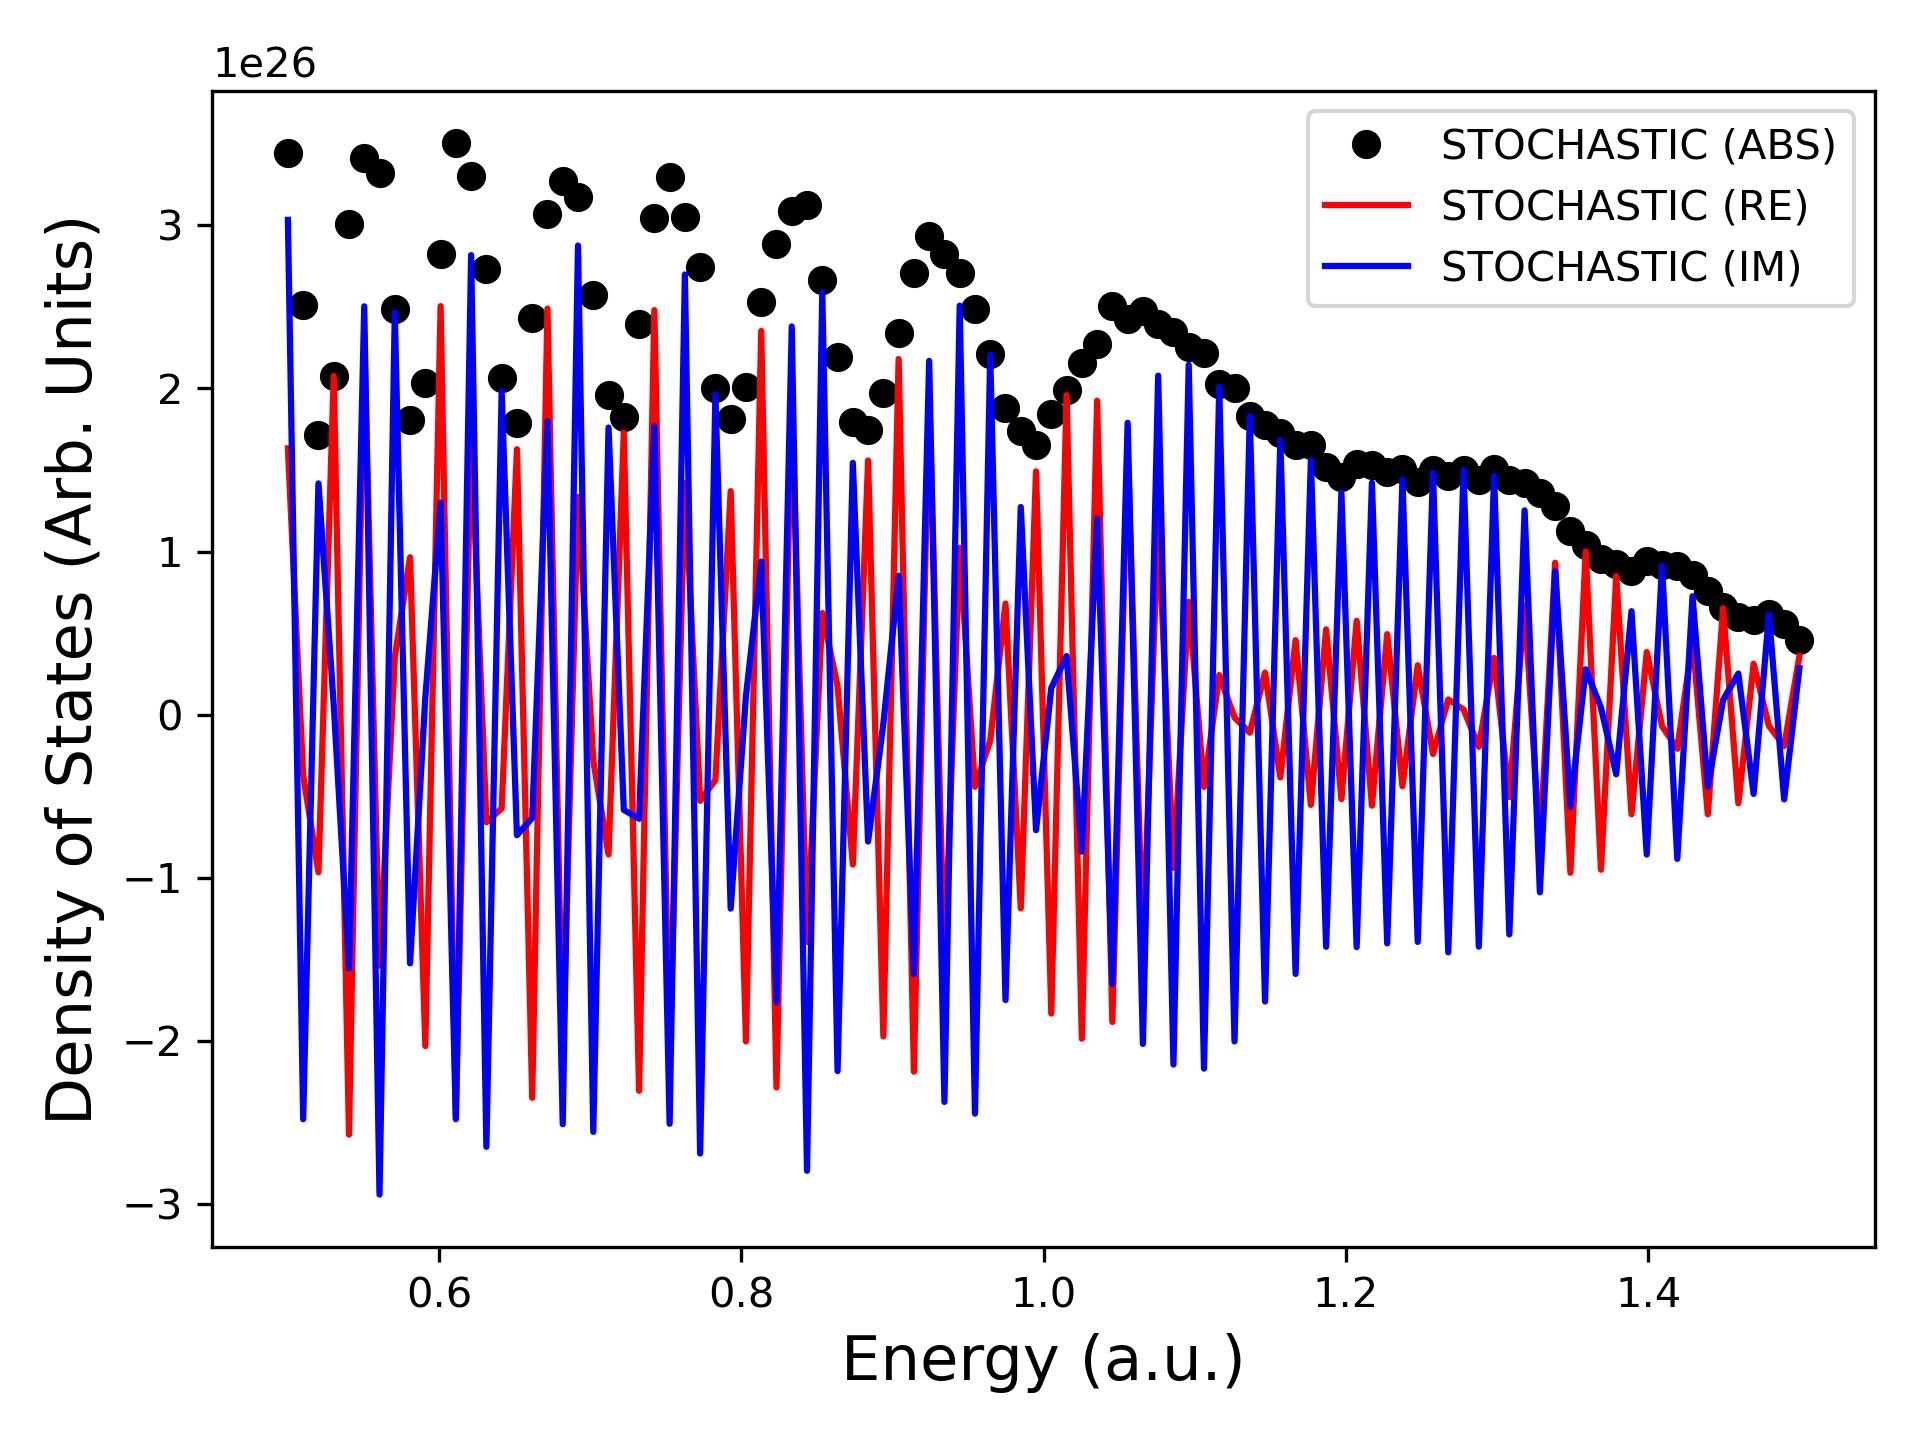 1e26
STOCHASTIC (ABS)
STOCHASTIC (RE)
STOCHASTIC (IM)
Density of States (Arb. Units)
3
2
1
0
−1
−2
−3
0.6 0.8 1.0 1.2 1.4
Energy (a.u.)